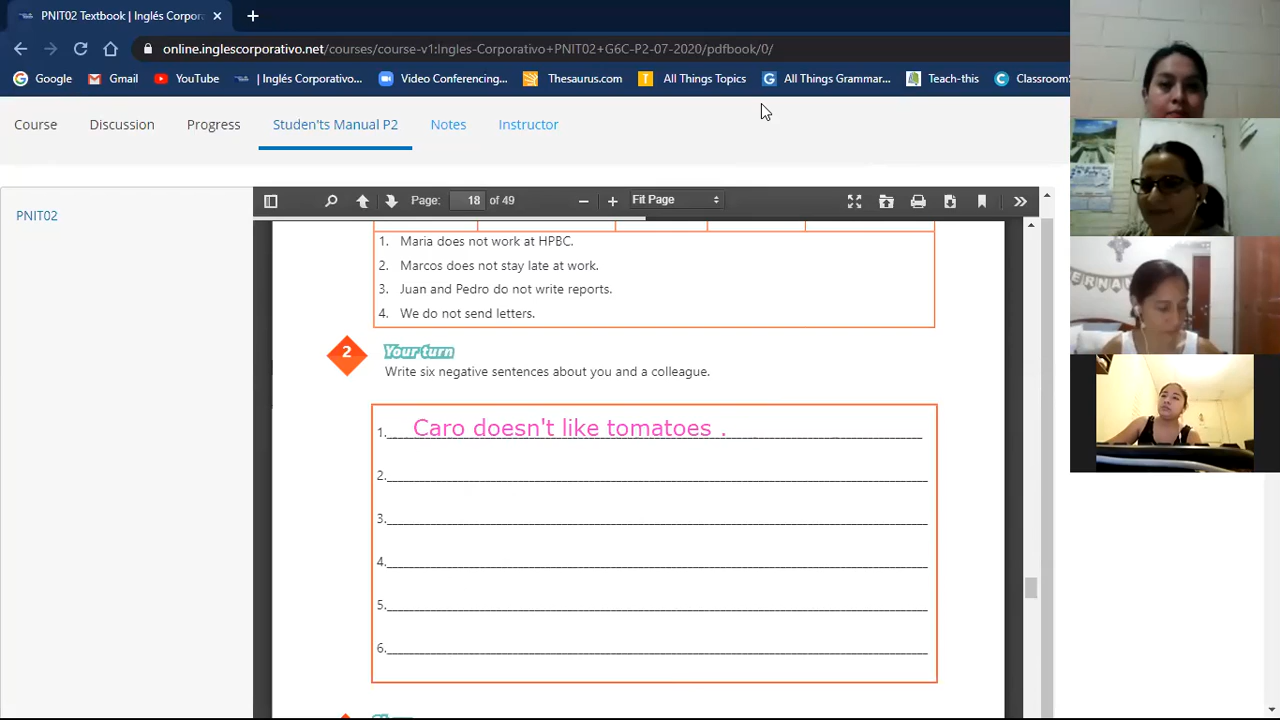 PNIT02 Textbook | Inglés Corpor
online.inglescorporativo.net/courses/course-v1:Ingles-Corporativo+PNIT02+G6C-P2-07-2020/pdfbook/0/
Google Gmail YouTube | Inglés Corporativo... Video Conferencing... Thesaurus.com All Things Topics All Things Grammar... Teach-this ClassroomS
Course Discussion Progress Studen'ts Manual P2 Notes Instructor
PNIT02
Page: 18 of 49 Fit Page
1. Maria does not work at HPBC.
2. Marcos does not stay late at work.
3. Juan and Pedro do not write reports.
4. We do not send letters.
2 Your turn
Write six negative sentences about you and a colleague.
1. Caro doesn't like tomatoes .
2.
3.
4.
5.
6.